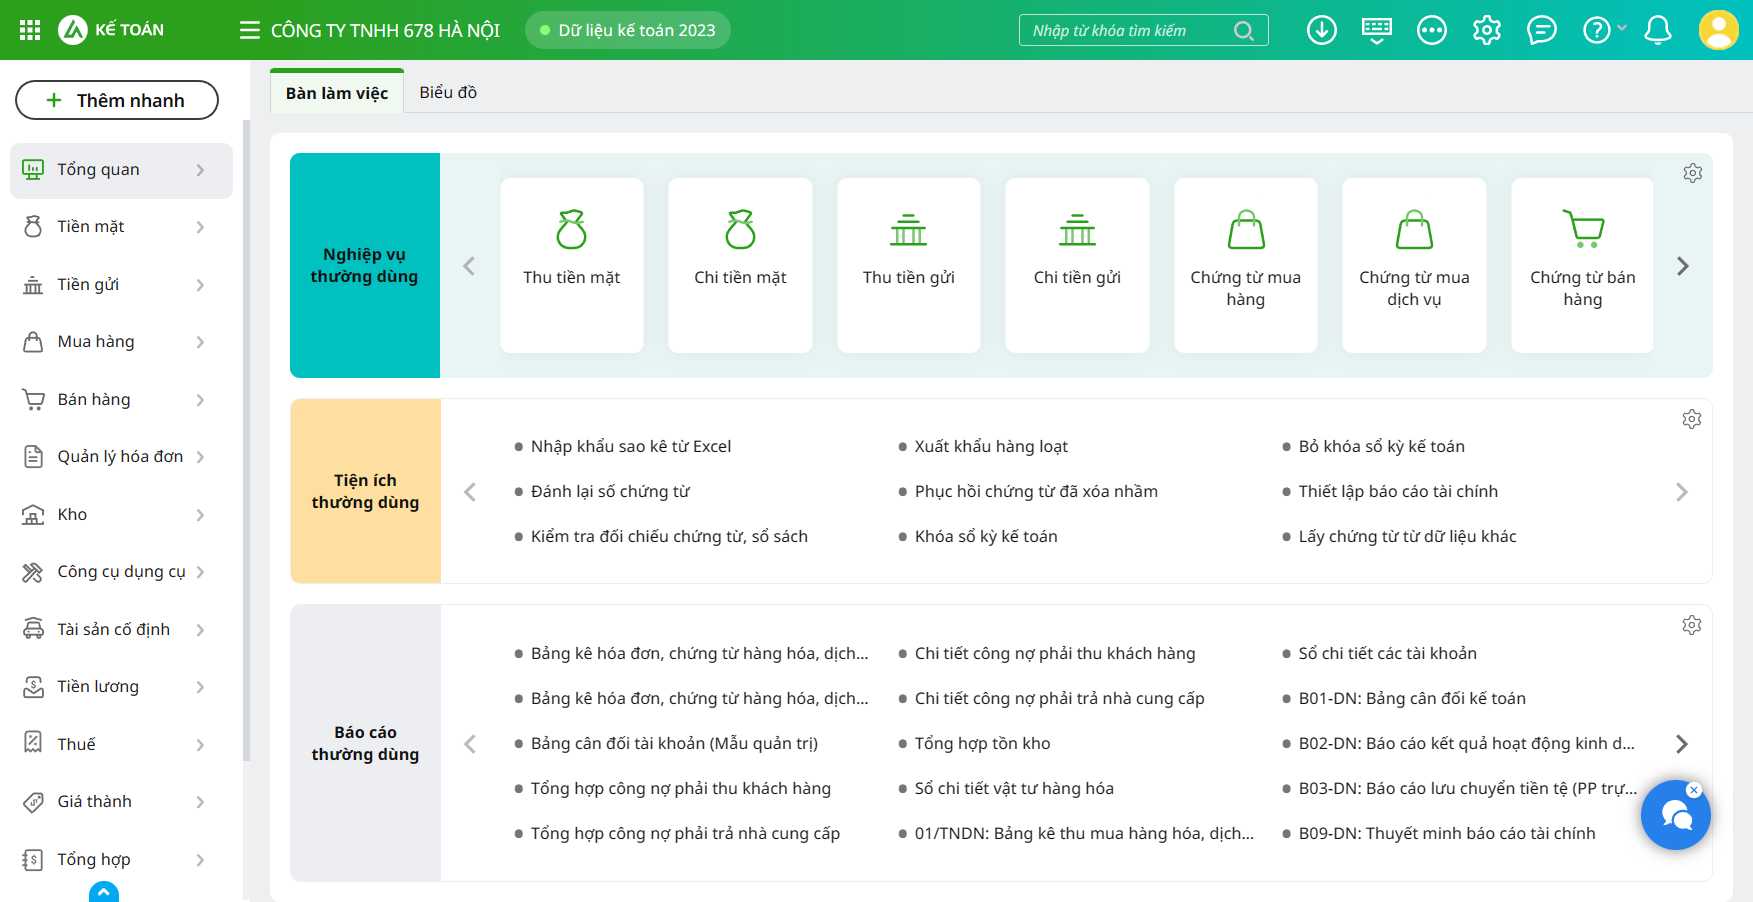 KẾ TOÁN
CÔNG TY TNHH 678 HÀ NỘI
Dữ liệu kế toán 2023
Nhập từ khóa tìm kiếm
Thêm nhanh
Tổng quan
Tiền mặt
Tiền gửi
Mua hàng
Bán hàng
Quản lý hóa đơn
Kho
Công cụ dụng cụ
Tài sản cố định
Tiền lương
Thuế
Giá thành
Tổng hợp
Bàn làm việc
Biểu đồ
Nghiệp vụ
thường dùng
Thu tiền mặt
Chi tiền mặt
Thu tiền gửi
Chi tiền gửi
Chứng từ mua
hàng
Chứng từ mua
dịch vụ
Chứng từ bán
hàng
Tiện ích
thường dùng
Nhập khẩu sao kê từ Excel
Đánh lại số chứng từ
Kiểm tra đối chiếu chứng từ, sổ sách
Xuất khẩu hàng loạt
Phục hồi chứng từ đã xóa nhầm
Khóa sổ kỳ kế toán
Bỏ khóa sổ kỳ kế toán
Thiết lập báo cáo tài chính
Lấy chứng từ từ dữ liệu khác
Báo cáo
thường dùng
Bảng kê hóa đơn, chứng từ hàng hóa, dịch...
Bảng kê hóa đơn, chứng từ hàng hóa, dịch...
Bảng cân đối tài khoản (Mẫu quản trị)
Tổng hợp công nợ phải thu khách hàng
Tổng hợp công nợ phải trả nhà cung cấp
Chi tiết công nợ phải thu khách hàng
Chi tiết công nợ phải trả nhà cung cấp
Tổng hợp tồn kho
Sổ chi tiết vật tư hàng hóa
01/TNDN: Bảng kê thu mua hàng hóa, dịch...
Sổ chi tiết các tài khoản
B01-DN: Bảng cân đối kế toán
B02-DN: Báo cáo kết quả hoạt động kinh d...
B03-DN: Báo cáo lưu chuyển tiền tệ (PP trự...
B09-DN: Thuyết minh báo cáo tài chính